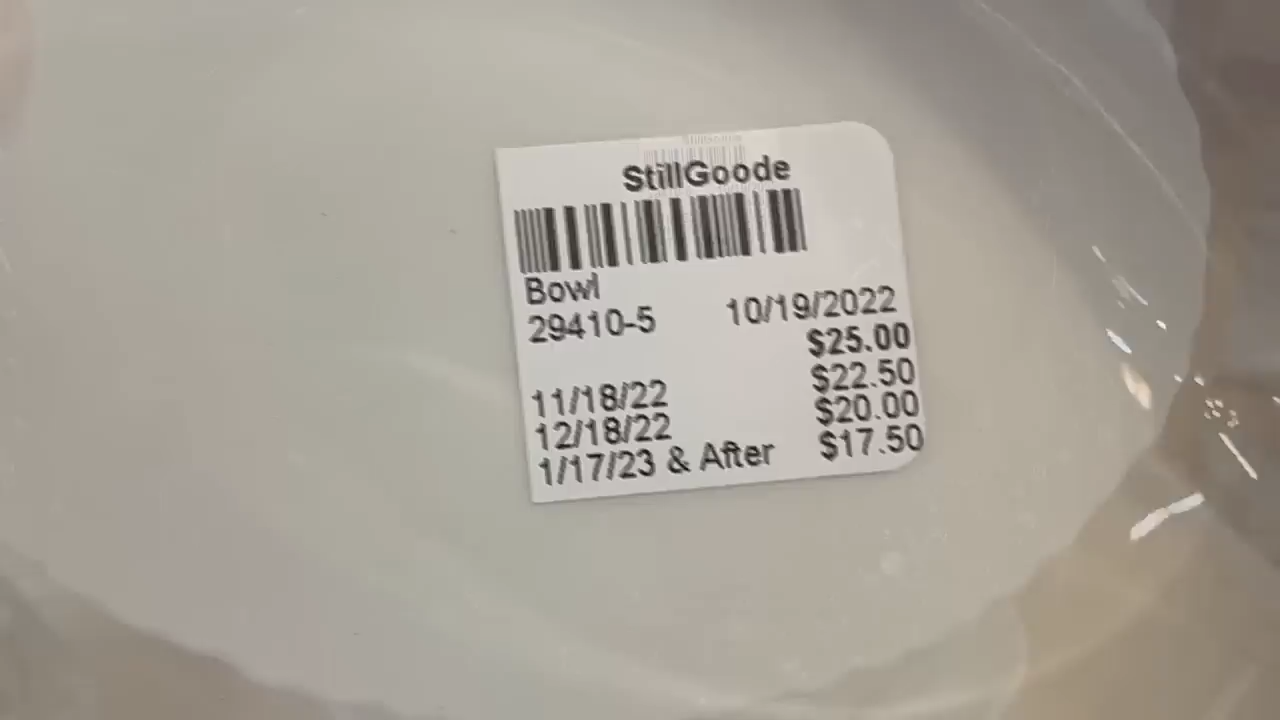 StillGoode
Bowl
29410-5 10/19/2022
$25.00
11/18/22 $22.50
12/18/22 $20.00
1/17/23 & After $17.50